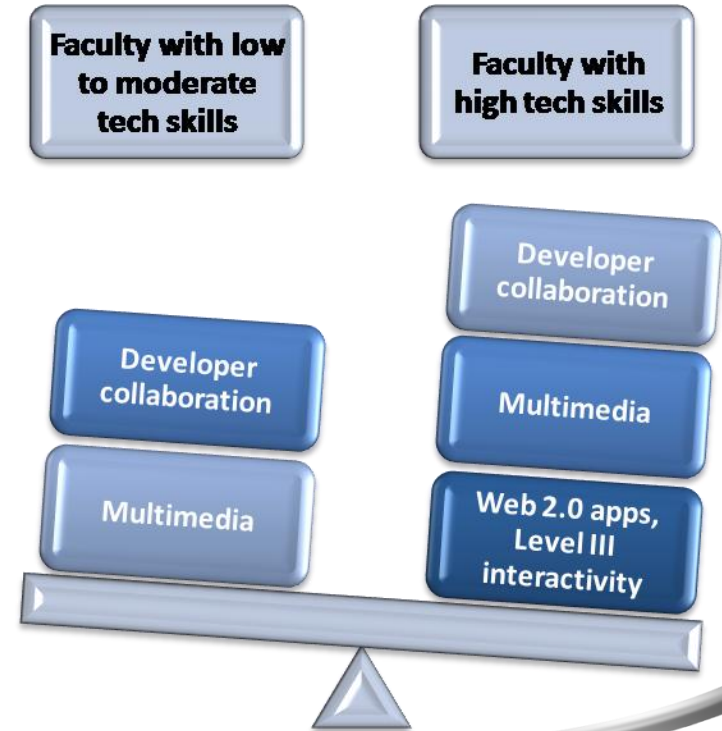 Faculty with low
to moderate
tech skills
Faculty with
high tech skills
Developer
collaboration
Multimedia
Developer
collaboration
Multimedia
Web 2.0 apps,
Level III
interactivity